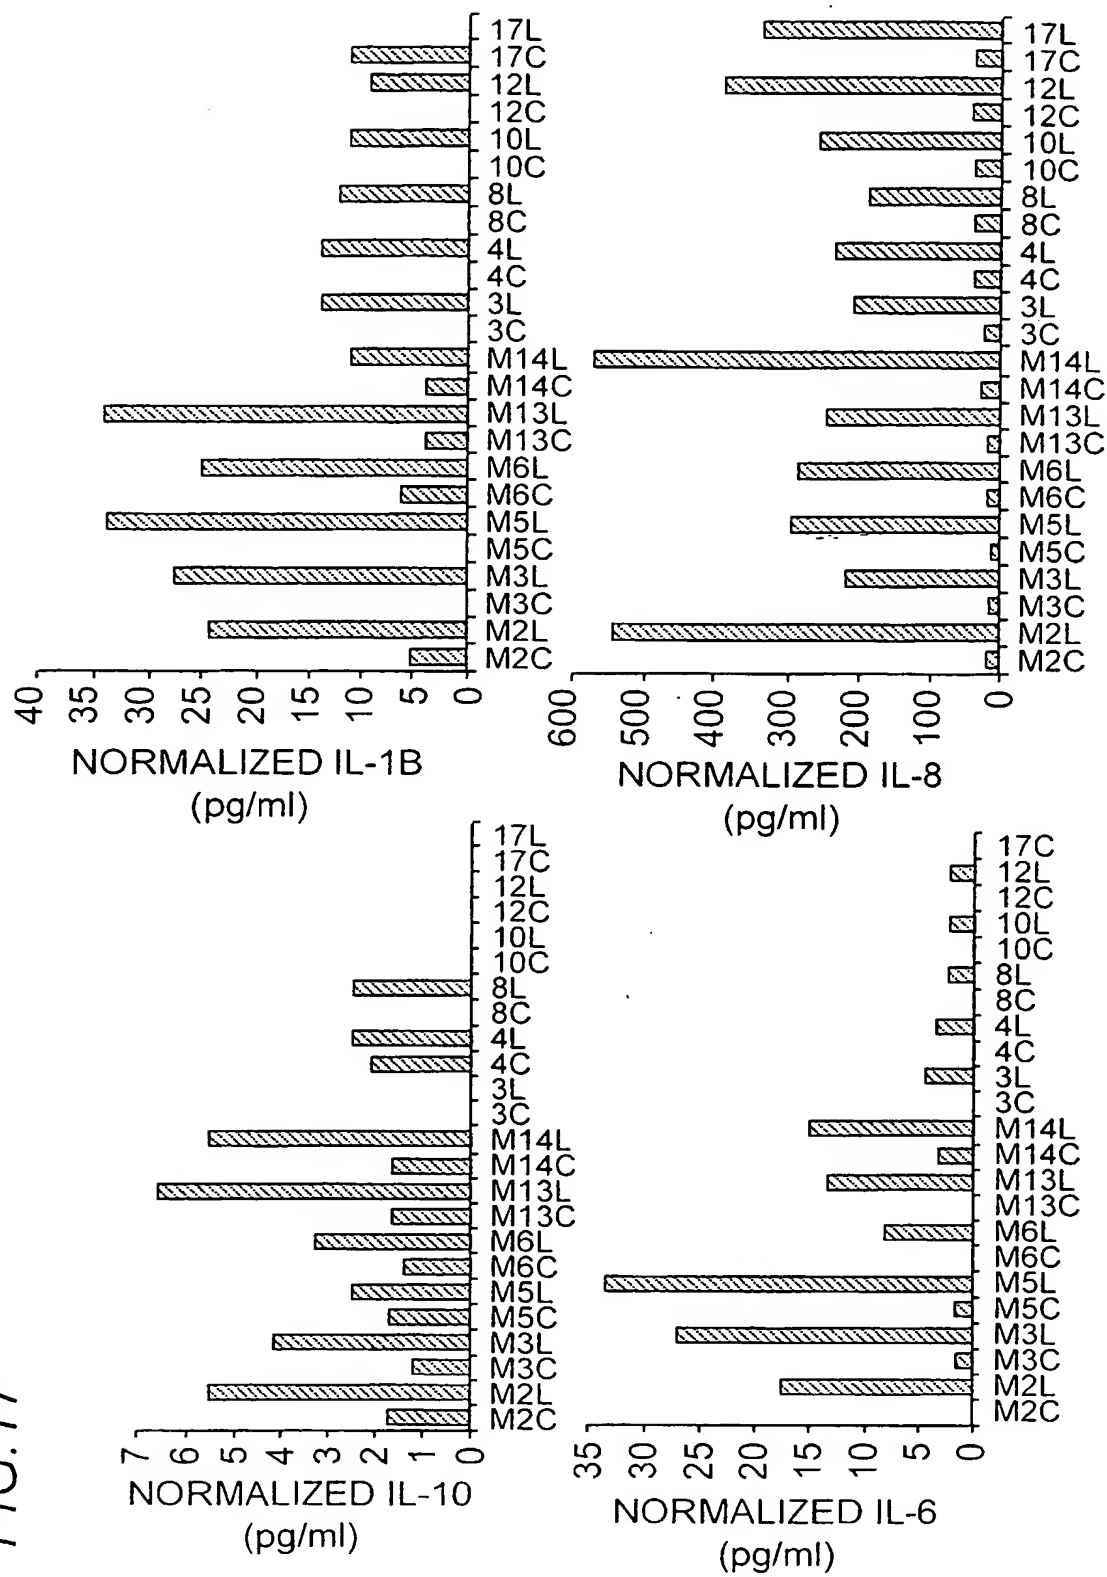 17L
17C
12L
12C
10L
10C
8L
8C
4L
4C
3L
3C
M14L
M14C
M13L
M13C
M6L
M6C
M5L
M5C
M3L
M3C
M2L
M2C
40 35 30 25 20 15 10 5 0
NORMALIZED IL-1B
(pg/ml)
17L
17C
12L
12C
10L
10C
8L
8C
4L
4C
3L
3C
M14L
M14C
M13L
M13C
M6L
M6C
M5L
M5C
M3L
M3C
M2L
M2C
600 500 400 300 200 100 0
NORMALIZED IL-8
(pg/ml)
17L
17C
12L
12C
10L
10C
8L
8C
4L
4C
3L
3C
M14L
M14C
M13L
M13C
M6L
M6C
M5L
M5C
M3L
M3C
M2L
M2C
7 6 5 4 3 2 1 0
NORMALIZED IL-10
(pg/ml)
17C
12L
12C
10L
10C
8L
8C
4L
4C
3L
3C
M14L
M14C
M13L
M13C
M6L
M6C
M5L
M5C
M3L
M3C
M2L
M2C
35 30 25 20 15 10 5 0
NORMALIZED IL-6
(pg/ml)